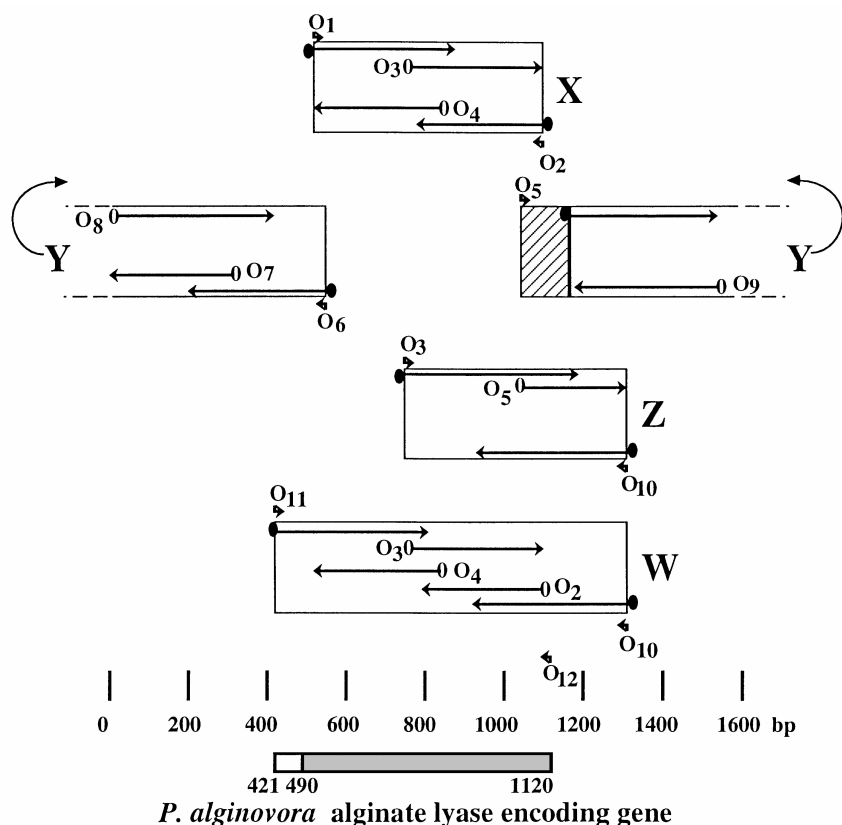 O1
O3
X
O4
O2
O5
O8
Y
O7
O9
Y
O6
O3
O5
Z
O10
O11
O3
O4
W
O2
O10
O12
0 200 400 600 800 1000 1200 1400 1600 bp
421 490 1120
P. alginovora alginate lyase encoding gene